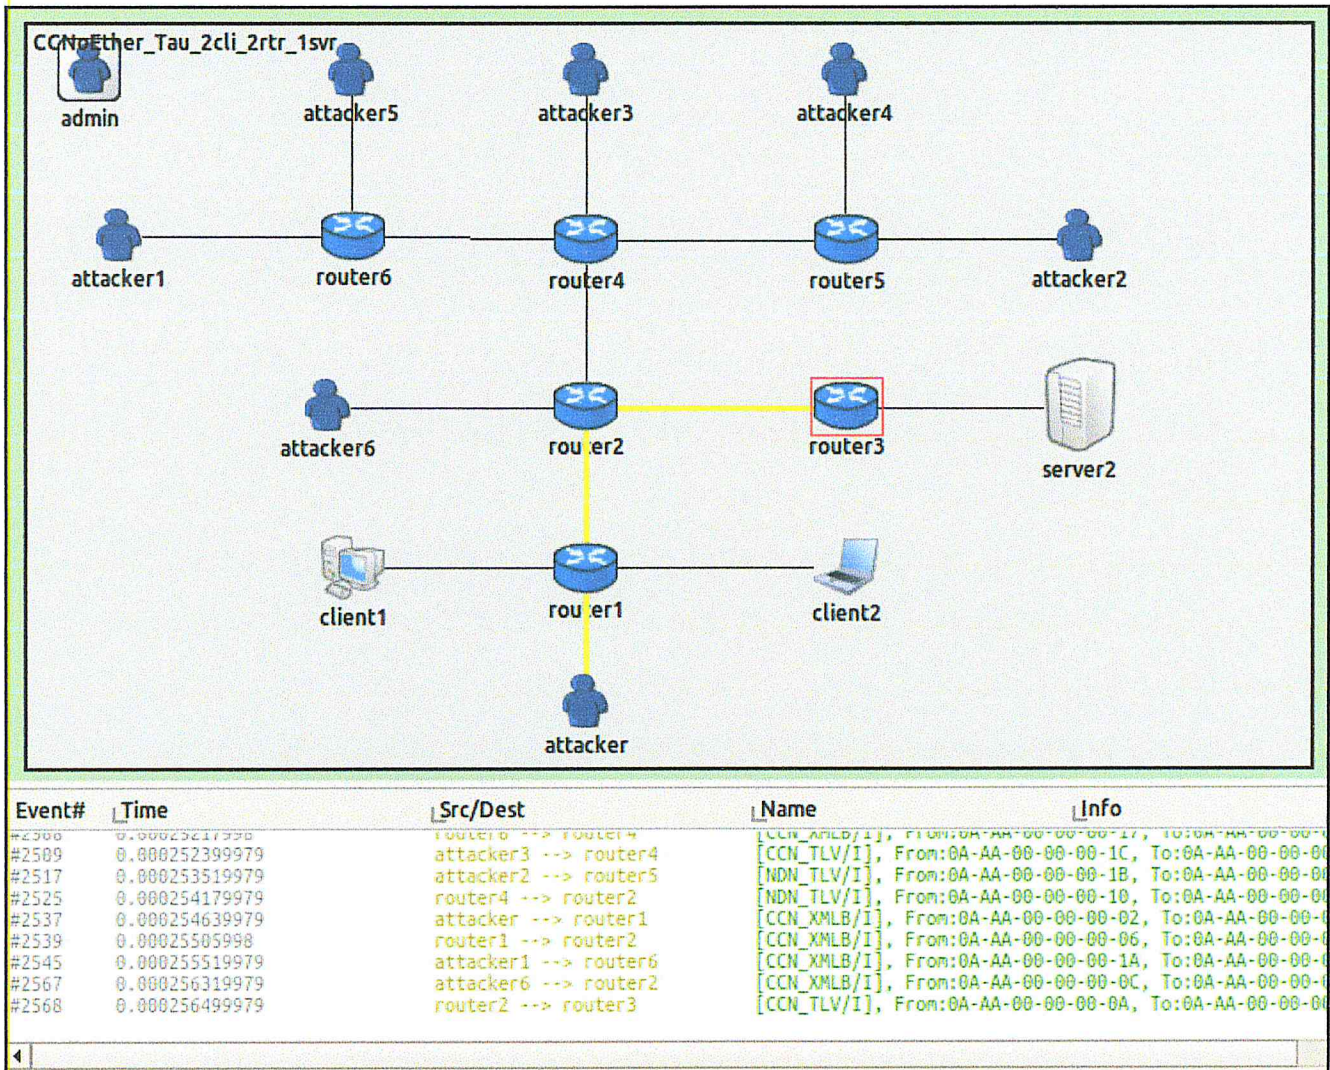 CCNoEther_Tau_2cli_2rtr_1svr
admin
attacker5
attacker3
attacker4
attacker1
router6
router4
router5
attacker2
attacker6
router2
router3
server2
client1
router1
client2
attacker
Event# Time Src/Dest Name Info
#2509 0.000252399979 attacker3 --> router4 [CCN_TLV/I], From:0A-AA-00-00-00-1C, To:0A-AA-00-00-00
#2517 0.000253519979 attacker2 --> router5 [NDN_TLV/I], From:0A-AA-00-00-00-1B, To:0A-AA-00-00-00
#2525 0.000254179979 router4 --> router2 [NDN_TLV/I], From:0A-AA-00-00-00-10, To:0A-AA-00-00-00
#2537 0.000254639979 attacker --> router1 [CCN_XMLB/I], From:0A-AA-00-00-00-02, To:0A-AA-00-00-
#2539 0.00025505998 router1 --> router2 [CCN_XMLB/I], From:0A-AA-00-00-00-06, To:0A-AA-00-00-
#2545 0.000255519979 attacker1 --> router6 [CCN_XMLB/I], From:0A-AA-00-00-00-1A, To:0A-AA-00-00-
#2567 0.000256319979 attacker6 --> router2 [CCN_XMLB/I], From:0A-AA-00-00-00-0C, To:0A-AA-00-00-
#2568 0.000256499979 router2 --> router3 [CCN_TLV/I], From:0A-AA-00-00-00-0A, To:0A-AA-00-00-00